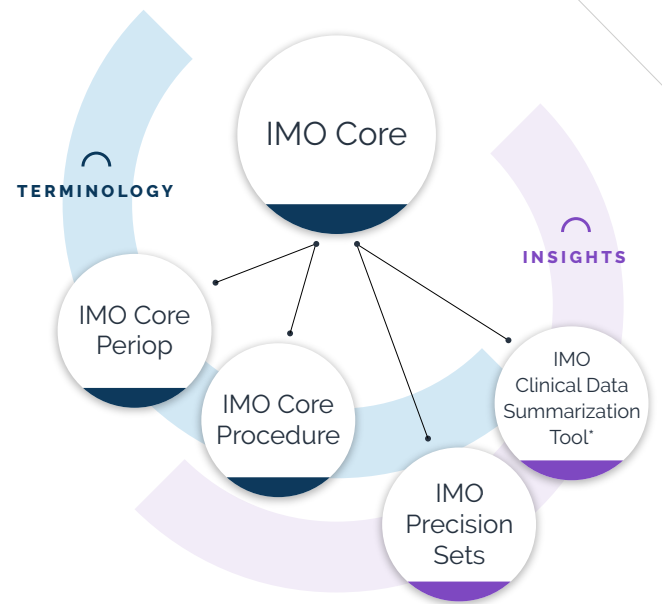 IMO Core
TERMINOLOGY
INSIGHTS
IMO Core
Periop
IMO Core
Procedure
IMO
Clinical Data
Summarization
Tool*
IMO
Precision
Sets